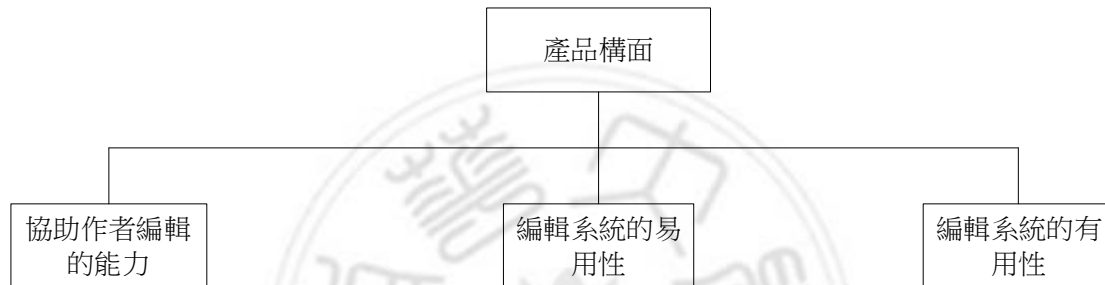 產品構面
協助作者編輯
的能力
編輯系統的易
用性
編輯系統的有
用性